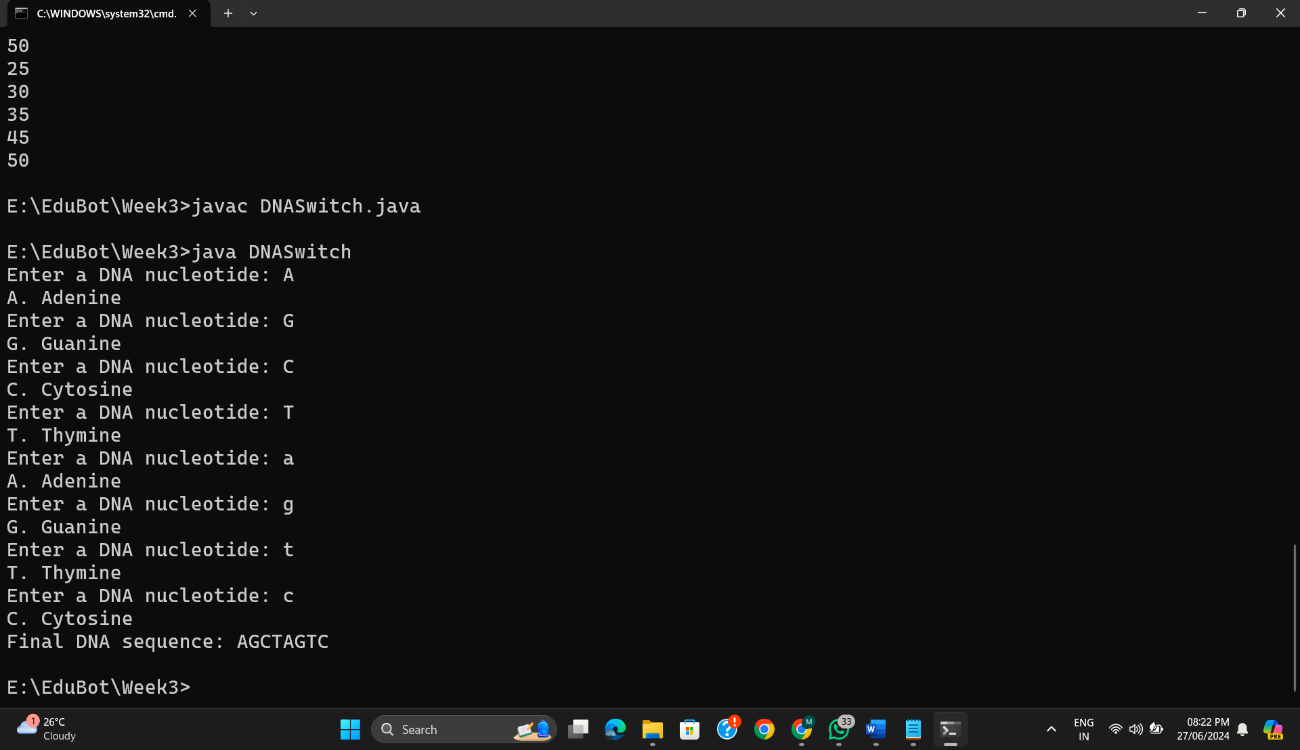 C:\WINDOWS\system32\cmd.
50
25
30
35
45
50
E:\EduBot\Week3>javac DNASwitch.java
E:\EduBot\Week3>java DNASwitch
Enter a DNA nucleotide: A
A. Adenine
Enter a DNA nucleotide: G
G. Guanine
Enter a DNA nucleotide: C
C. Cytosine
Enter a DNA nucleotide: T
T. Thymine
Enter a DNA nucleotide: a
A. Adenine
Enter a DNA nucleotide: g
G. Guanine
Enter a DNA nucleotide: t
T. Thymine
Enter a DNA nucleotide: c
C. Cytosine
Final DNA sequence: AGCTAGTC
E:\EduBot\Week3>
1
26°C
Cloudy
Search
M
33
W
ENG
IN
08:22 PM
27/06/2024
PRE